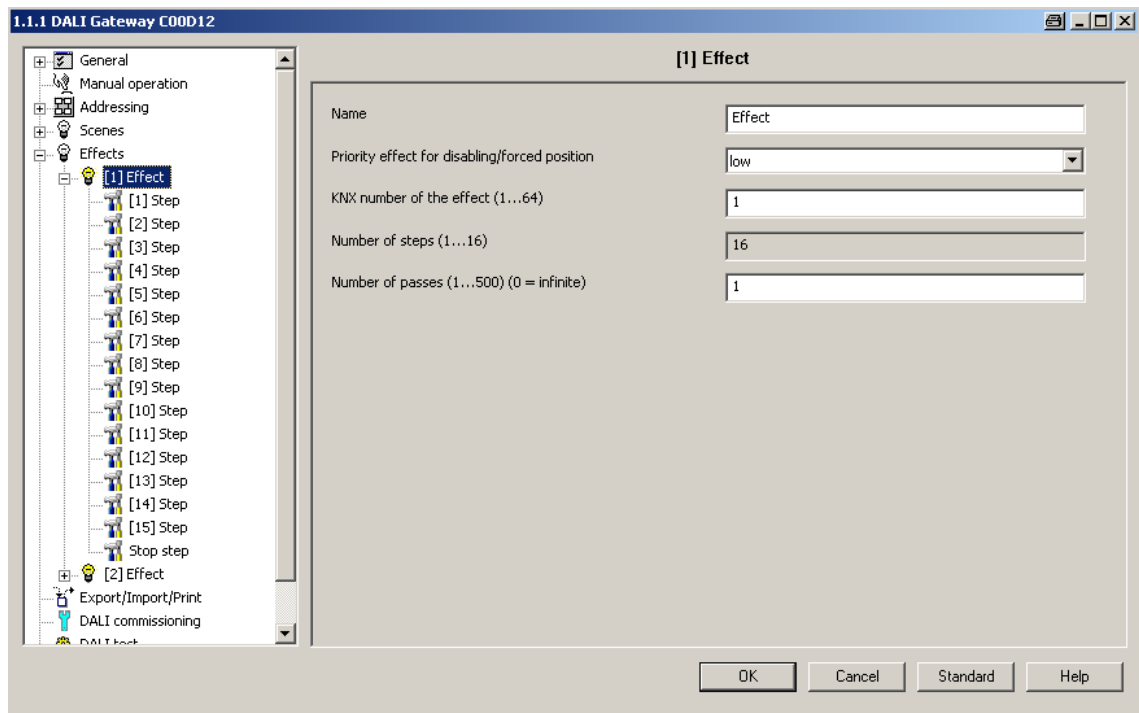 1.1.1 DALI Gateway C00D12
General
Manual operation
Addressing
Scenes
Effects
[1] Effect
[1] Step
[2] Step
[3] Step
[4] Step
[5] Step
[6] Step
[7] Step
[8] Step
[9] Step
[10] Step
[11] Step
[12] Step
[13] Step
[14] Step
[15] Step
Stop step
[2] Effect
Export/Import/Print
DALI commissioning
DALI test
[1] Effect
Name
Effect
Priority effect for disabling/forced position
low
KNX number of the effect (1...64)
1
Number of steps (1...16)
16
Number of passes (1...500) (0 = infinite)
1
OK
Cancel
Standard
Help